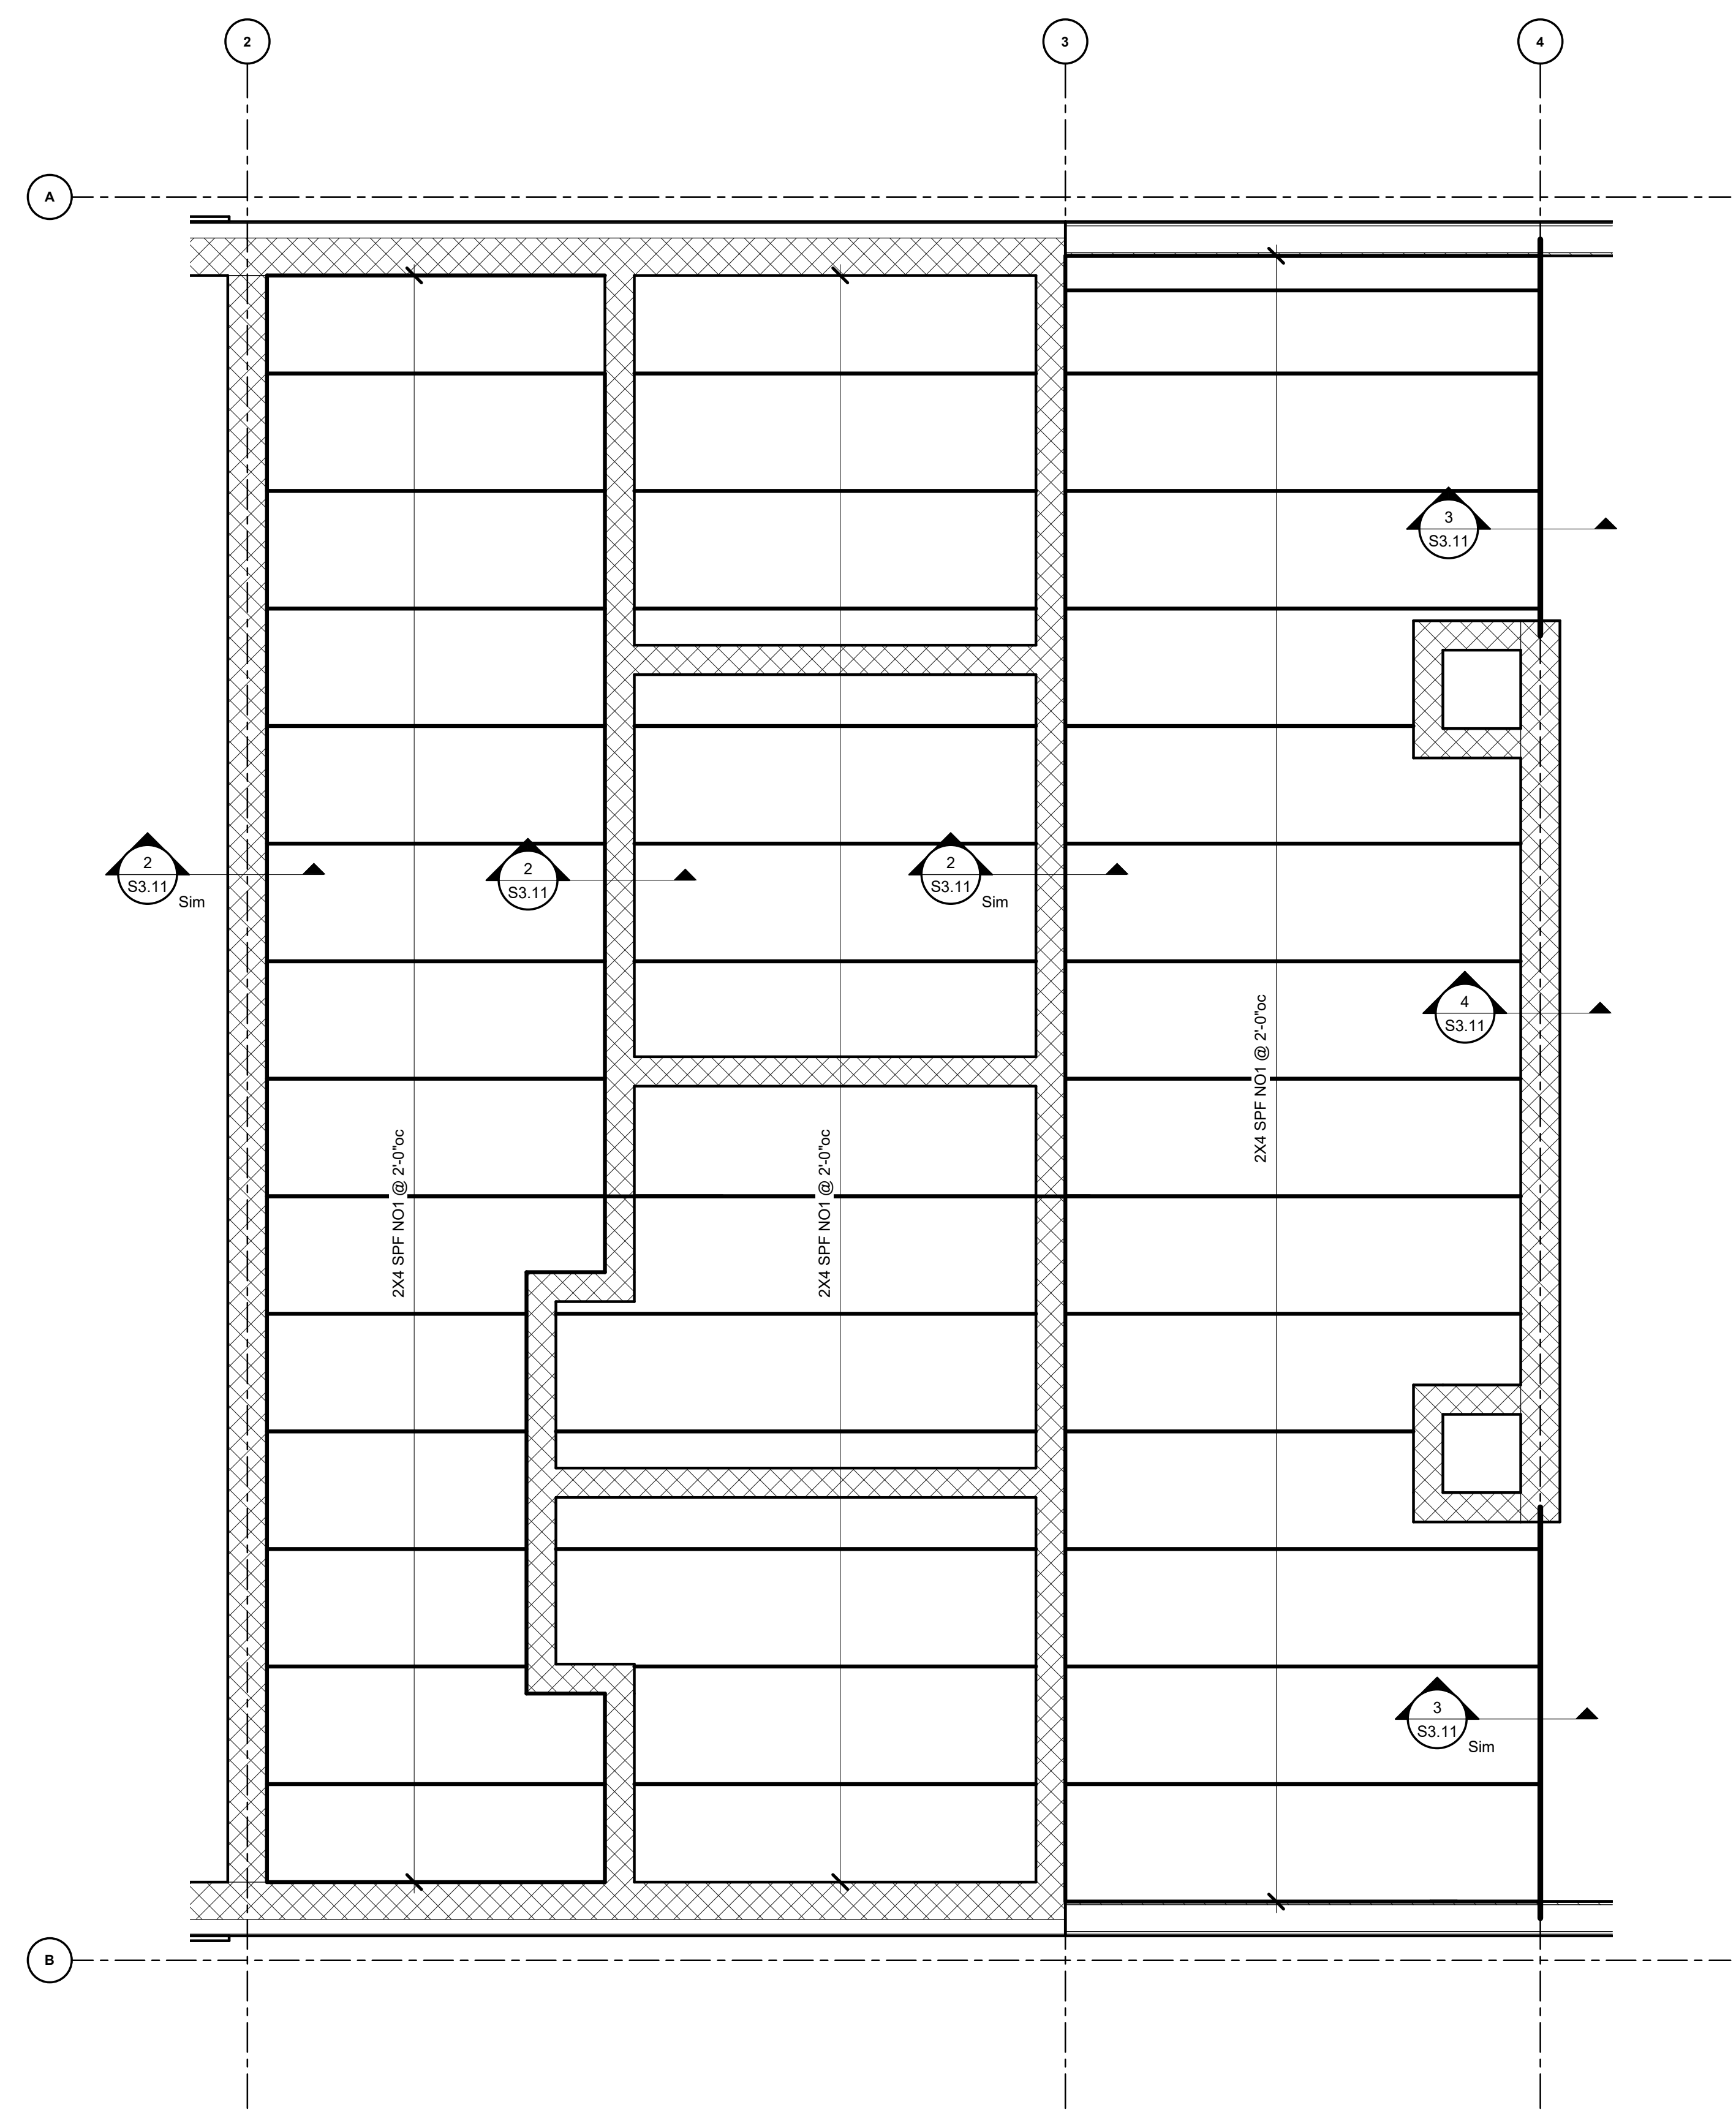 2
3
4
A
3
S3.11
2
S3.11
Sim
2
S3.11
2
S3.11
Sim
4
S3.11
2X4 SPF NO1 @ 2'-0"oc
2X4 SPF NO1 @ 2'-0"oc
2X4 SPF NO1 @ 2'-0"oc
3
S3.11
Sim
B